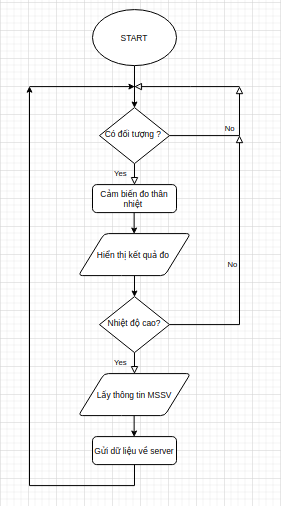 START
Có đối tượng ?
No
Yes
Cảm biến đo thân
nhiệt
Hiển thị kết quả đo
No
Nhiệt độ cao?
Yes
Lấy thông tin MSSV
Gửi dữ liệu về server